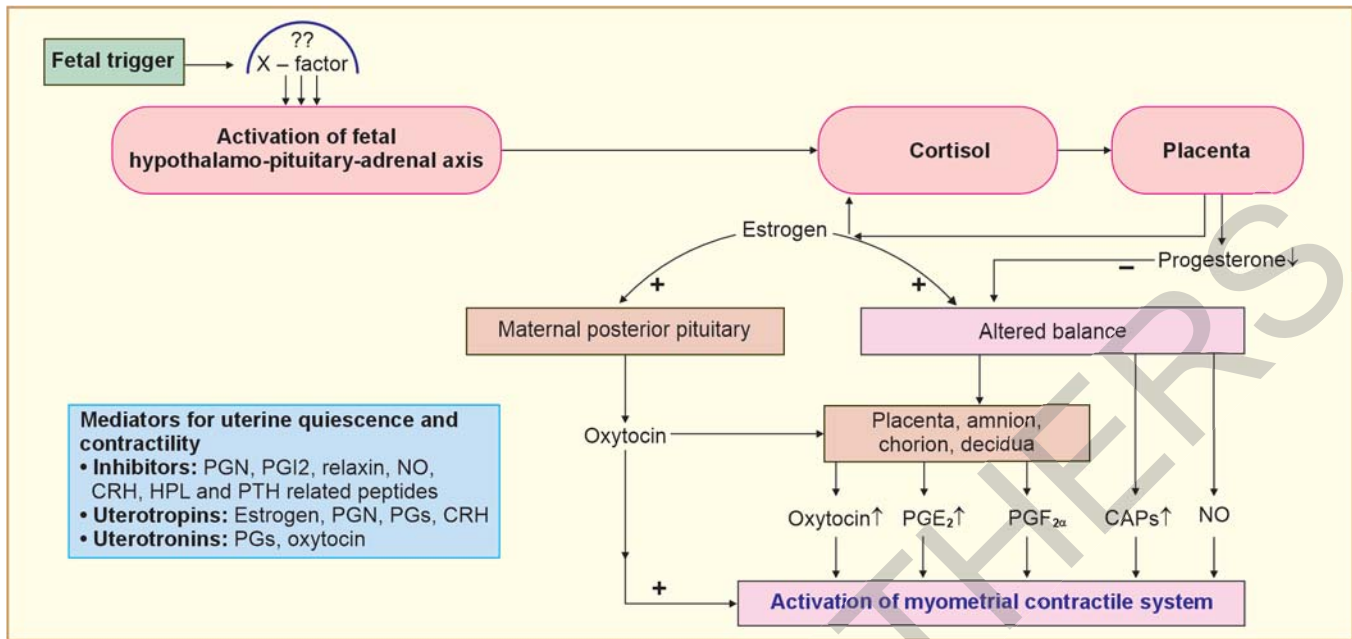 ??
Fetal trigger
X – factor
Activation of fetal
hypothalamo-pituitary-adrenal axis
Cortisol
Placenta
Estrogen
Progesterone↓
–
+
+
Maternal posterior pituitary
Altered balance
Mediators for uterine quiescence and
contractility
• Inhibitors: PGN, PGI2, relaxin, NO,
CRH, HPL and PTH related peptides
• Uterotropins: Estrogen, PGN, PGs, CRH
• Uterotronins: PGs, oxytocin
Oxytocin
Placenta, amnion,
chorion, decidua
Oxytocin↑
PGE₂↑
PGF₂α
CAPs↑
NO
+
Activation of myometrial contractile system
THERS